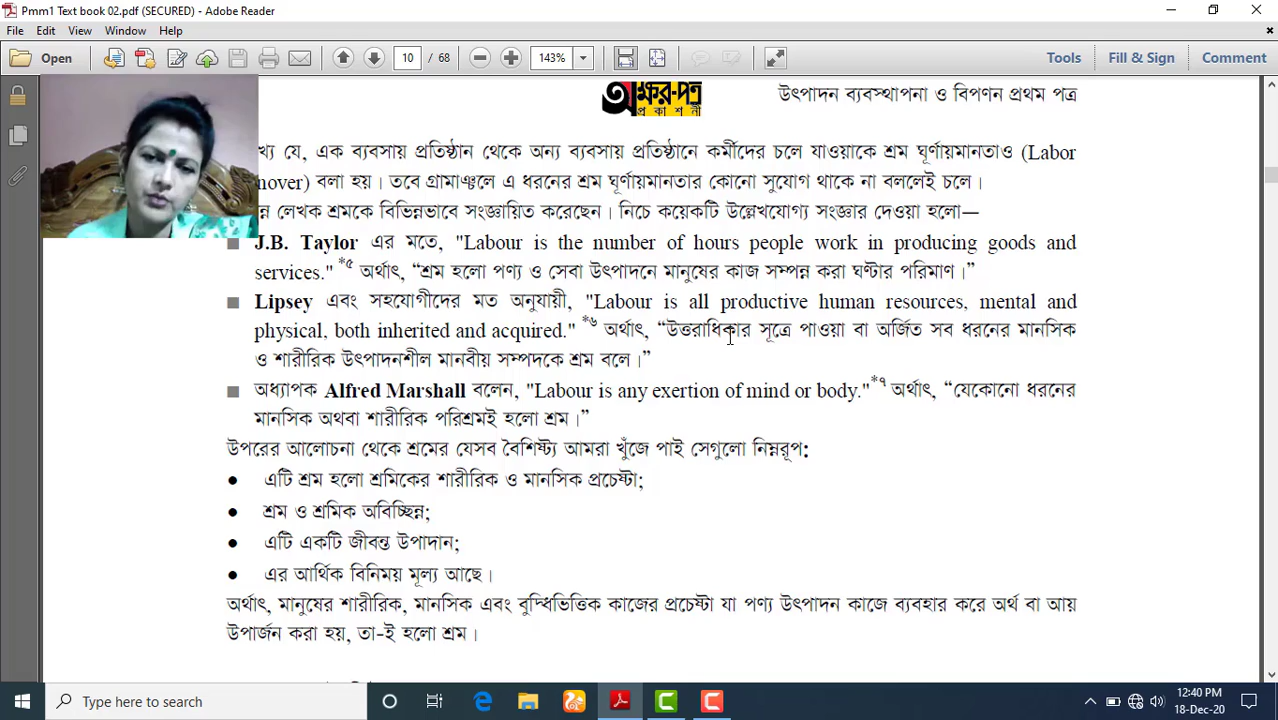 Pmm1 Text book 02.pdf (SECURED) - Adobe Reader
File Edit View Window Help
Open 10 / 68 143% Tools Fill & Sign Comment
অক্ষর-পত্র
প্রকাশনী
উৎপাদন ব্যবস্থাপনা ও বিপণন প্রথম পত্র
যে, এক ব্যবসায় প্রতিষ্ঠান থেকে অন্য ব্যবসায় প্রতিষ্ঠানে কর্মীদের চলে যাওয়াকে শ্রম ঘূর্ণায়মানতাও (Labor
nover) বলা হয়। তবে গ্রামাঞ্চলে এ ধরনের শ্রম ঘূর্ণায়মানতার কোনো সুযোগ থাকে না বললেই চলে।
লেখক শ্রমকে বিভিন্নভাবে সংজ্ঞায়িত করেছেন। নিচে কয়েকটি উল্লেখযোগ্য সংজ্ঞার দেওয়া হলো—
■ J.B. Taylor এর মতে, "Labour is the number of hours people work in producing goods and
services." *৫ অর্থাৎ, “শ্রম হলো পণ্য ও সেবা উৎপাদনে মানুষের কাজ সম্পন্ন করা ঘণ্টার পরিমাণ।”
■ Lipsey এবং সহযোগীদের মত অনুযায়ী, "Labour is all productive human resources, mental and
physical, both inherited and acquired." *৬ অর্থাৎ, “উত্তরাধিকার সূত্রে পাওয়া বা অর্জিত সব ধরনের মানসিক
ও শারীরিক উৎপাদনশীল মানবীয় সম্পদকে শ্রম বলে।”
■ অধ্যাপক Alfred Marshall বলেন, "Labour is any exertion of mind or body."*৭ অর্থাৎ, “যেকোনো ধরনের
মানসিক অথবা শারীরিক পরিশ্রমই হলো শ্রম।”
উপরের আলোচনা থেকে শ্রমের যেসব বৈশিষ্ট্য আমরা খুঁজে পাই সেগুলো নিম্নরূপ:
● এটি শ্রম হলো শ্রমিকের শারীরিক ও মানসিক প্রচেষ্টা;
● শ্রম ও শ্রমিক অবিচ্ছিন্ন;
● এটি একটি জীবন্ত উপাদান;
● এর আর্থিক বিনিময় মূল্য আছে।
অর্থাৎ, মানুষের শারীরিক, মানসিক এবং বুদ্ধিভিত্তিক কাজের প্রচেষ্টা যা পণ্য উৎপাদন কাজে ব্যবহার করে অর্থ বা আয়
উপার্জন করা হয়, তা-ই হলো শ্রম।
Type here to search
12:40 PM
18-Dec-20